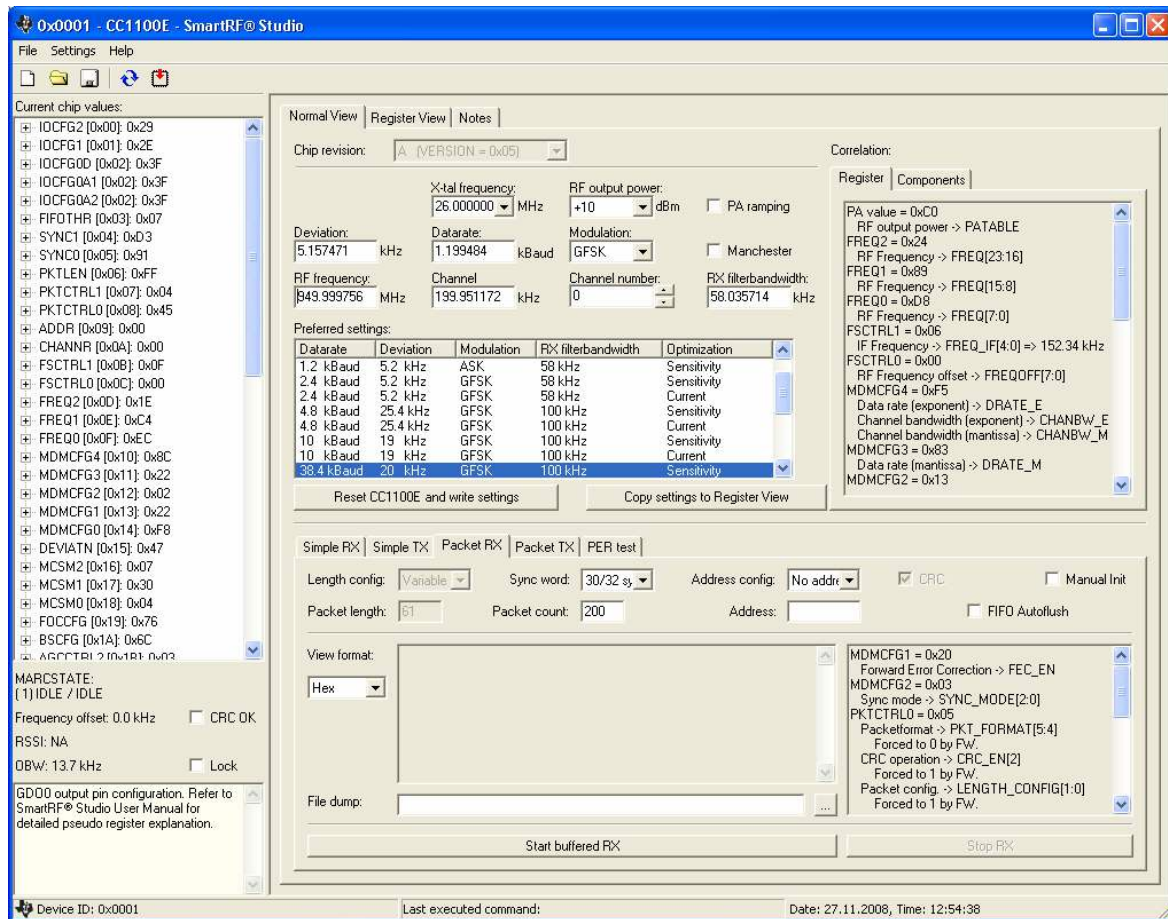 0x0001 - CC1100E - SmartRF® Studio
File Settings Help
Current chip values:
IOCFG2 [0x00]: 0x29
IOCFG1 [0x01]: 0x2E
IOCFG0D [0x02]: 0x3F
IOCFG0A1 [0x02]: 0x3F
IOCFG0A2 [0x02]: 0x3F
FIFOTHR [0x03]: 0x07
SYNC1 [0x04]: 0xD3
SYNC0 [0x05]: 0x91
PKTLEN [0x06]: 0xFF
PKTCTRL1 [0x07]: 0x04
PKTCTRL0 [0x08]: 0x45
ADDR [0x09]: 0x00
CHANNR [0x0A]: 0x00
FSCTRL1 [0x0B]: 0x0F
FSCTRL0 [0x0C]: 0x00
FREQ2 [0x0D]: 0x1E
FREQ1 [0x0E]: 0xC4
FREQ0 [0x0F]: 0xEC
MDMCFG4 [0x10]: 0x8C
MDMCFG3 [0x11]: 0x22
MDMCFG2 [0x12]: 0x02
MDMCFG1 [0x13]: 0x22
MDMCFG0 [0x14]: 0xF8
DEVIATN [0x15]: 0x47
MCSM2 [0x16]: 0x07
MCSM1 [0x17]: 0x30
MCSM0 [0x18]: 0x04
FOCCFG [0x19]: 0x76
BSCFG [0x1A]: 0x6C
AGCCTRL2 [0x1B]: 0x03
MARCSTATE:
(1) IDLE / IDLE
Frequency offset: 0.0 kHz CRC OK
RSSI: NA
OBW: 13.7 kHz Lock
GDO0 output pin configuration. Refer to
SmartRF® Studio User Manual for
detailed pseudo register explanation.
Normal View Register View Notes
Chip revision: A (VERSION = 0x05)
X-tal frequency: RF output power:
26.000000 MHz +10 dBm PA ramping
Deviation: Datarate: Modulation:
5.157471 kHz 1.199484 kBaud GFSK Manchester
RF frequency: Channel Channel number: RX filterbandwidth:
949.999756 MHz 199.951172 kHz 0 58.035714 kHz
Preferred settings:
Datarate Deviation Modulation RX filterbandwidth Optimization
1.2 kBaud 5.2 kHz ASK 58 kHz Sensitivity
2.4 kBaud 5.2 kHz GFSK 58 kHz Sensitivity
2.4 kBaud 5.2 kHz GFSK 58 kHz Current
4.8 kBaud 25.4 kHz GFSK 100 kHz Sensitivity
4.8 kBaud 25.4 kHz GFSK 100 kHz Current
10 kBaud 19 kHz GFSK 100 kHz Sensitivity
10 kBaud 19 kHz GFSK 100 kHz Current
38.4 kBaud 20 kHz GFSK 100 kHz Sensitivity
Reset CC1100E and write settings Copy settings to Register View
Correlation:
Register Components
PA value = 0xC0
RF output power -> PATABLE
FREQ2 = 0x24
RF Frequency -> FREQ[23:16]
FREQ1 = 0x89
RF Frequency -> FREQ[15:8]
FREQ0 = 0xD8
RF Frequency -> FREQ[7:0]
FSCTRL1 = 0x06
IF Frequency -> FREQ_IF[4:0] => 152.34 kHz
FSCTRL0 = 0x00
RF Frequency offset -> FREQOFF[7:0]
MDMCFG4 = 0xF5
Data rate (exponent) -> DRATE_E
Channel bandwidth (exponent) -> CHANBW_E
Channel bandwidth (mantissa) -> CHANBW_M
MDMCFG3 = 0x83
Data rate (mantissa) -> DRATE_M
MDMCFG2 = 0x13
Simple RX Simple TX Packet RX Packet TX PER test
Length config: Variable Sync word: 30/32 sy Address config: No addre CRC Manual Init
Packet length: 61 Packet count: 200 Address: FIFO Autoflush
View format:
Hex
MDMCFG1 = 0x20
Forward Error Correction -> FEC_EN
MDMCFG2 = 0x03
Sync mode -> SYNC_MODE[2:0]
PKTCTRL0 = 0x05
Packetformat -> PKT_FORMAT[5:4]
Forced to 0 by FW.
CRC operation -> CRC_EN[2]
Forced to 1 by FW.
Packet config. -> LENGTH_CONFIG[1:0]
Forced to 1 by FW.
File dump: ...
Start buffered RX Stop RX
Device ID: 0x0001 Last executed command: Date: 27.11.2008, Time: 12:54:38